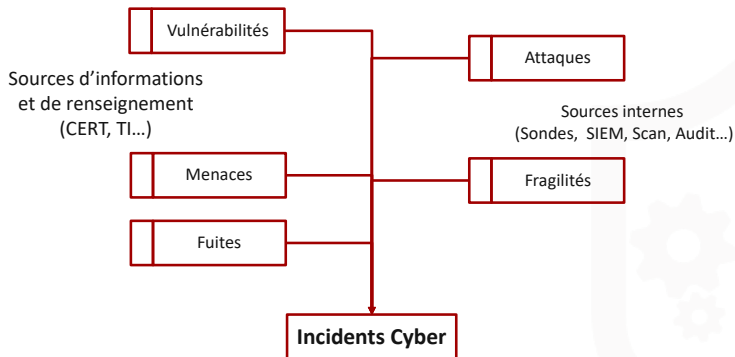 Vulnérabilités
Sources d’informations
et de renseignement
(CERT, TI…)
Menaces
Fuites
Attaques
Sources internes
(Sondes, SIEM, Scan, Audit…)
Fragilités
Incidents Cyber